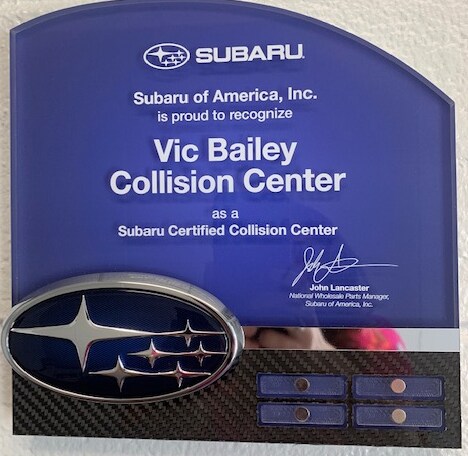 SUBARU
Subaru of America, Inc.
is proud to recognize
Vic Bailey
Collision Center
as a
Subaru Certified Collision Center
John Lancaster
National Wholesale Parts Manager,
Subaru of America, Inc.